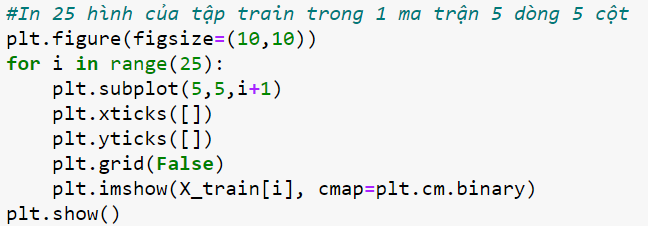 #In 25 hình của tập train trong 1 ma trận 5 dòng 5 cột
plt.figure(figsize=(10,10))
for i in range(25):
    plt.subplot(5,5,i+1)
    plt.xticks([])
    plt.yticks([])
    plt.grid(False)
    plt.imshow(X_train[i], cmap=plt.cm.binary)
plt.show()